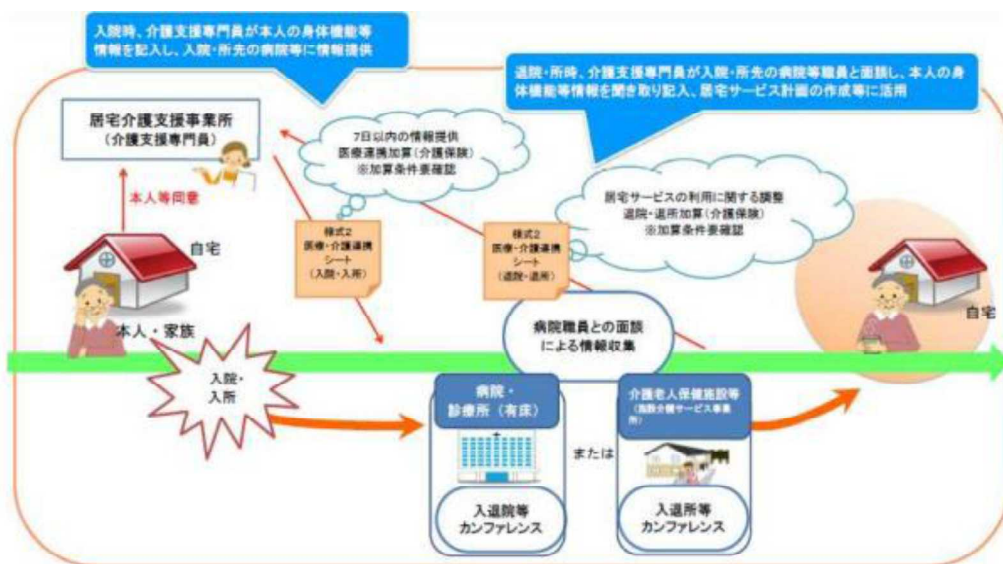 入院時、介護支援専門員が本人の身体機能等
情報を記入し、入院・所先の病院等に情報提供
退院・所時、介護支援専門員が入院・所先の病院等職員と面談し、本人の身
体機能等情報を聞き取り記入、居宅サービス計画の作成等に活用
居宅介護支援事業所
（介護支援専門員）
7日以内の情報提供
医療連携加算（介護保険）
※加算条件要確認
居宅サービスの利用に関する調整
退院・退所加算（介護保険）
※加算条件要確認
本人等同意
様式2
医療・介護連携
シート
（入院・入所）
様式2
医療・介護連携
シート
（退院・退所）
自宅
自宅
本人・家族
病院職員との面談
による情報収集
入院・
入所
病院・
診療所（有床）
介護老人保健施設等
（施設介護サービス事業
所）
または
入退院等
カンファレンス
入退所等
カンファレンス